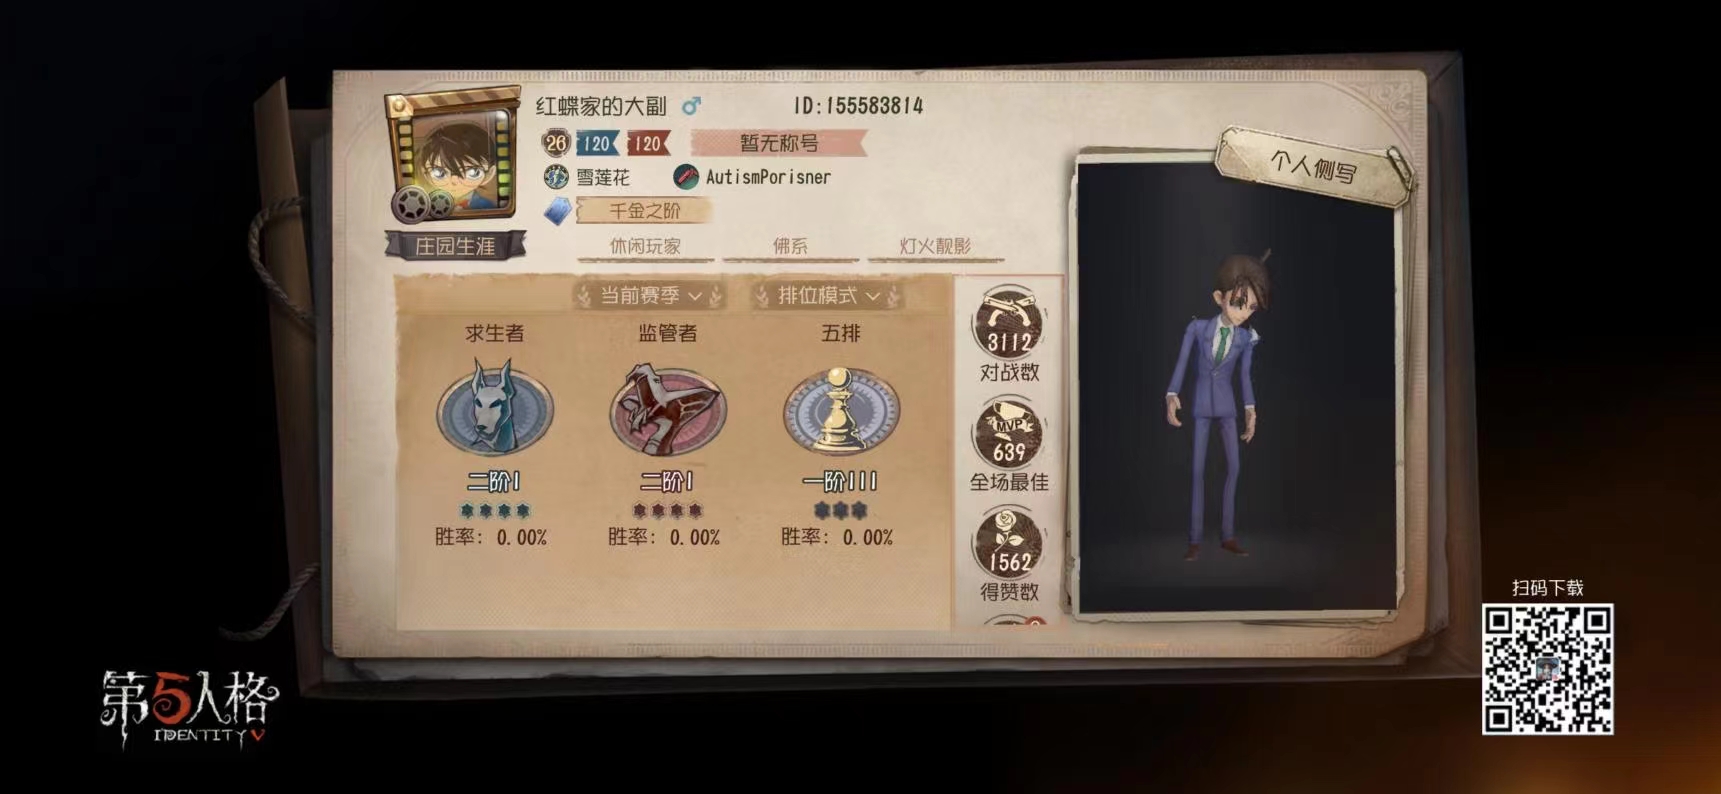 红蝶家的大副
ID:155583814
26 120 120 暂无称号
雪莲花 AutismPorisner
千金之阶
庄园生涯 休闲玩家 佛系 灯火靓影
个人侧写
当前赛季 排位模式
求生者 监管者 五排
二阶I 二阶I 一阶III
胜率: 0.00% 胜率: 0.00% 胜率: 0.00%
3112
对战数
MVP
639
全场最佳
1562
得赞数
扫码下载
第5人格
IDENTITY V